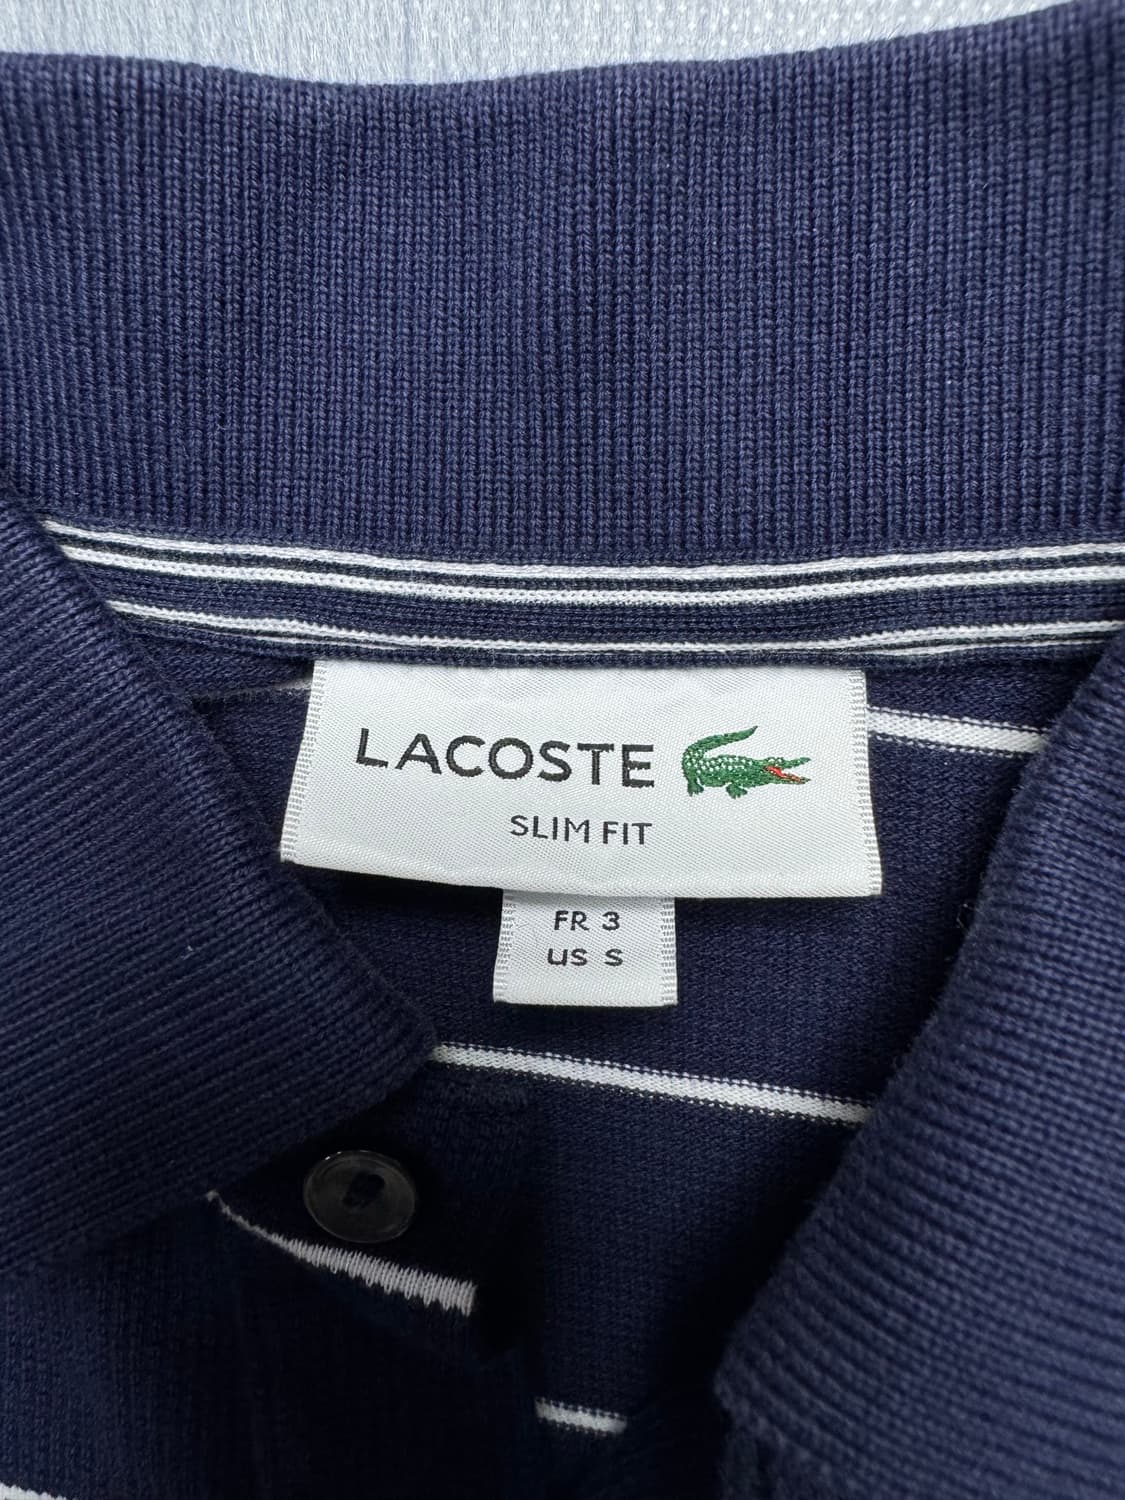 LACOSTE
SLIM FIT
FR 3
US S